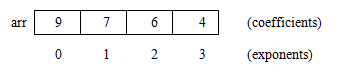 arr 9 7 6 4 (coefficients)
0 1 2 3 (exponents)